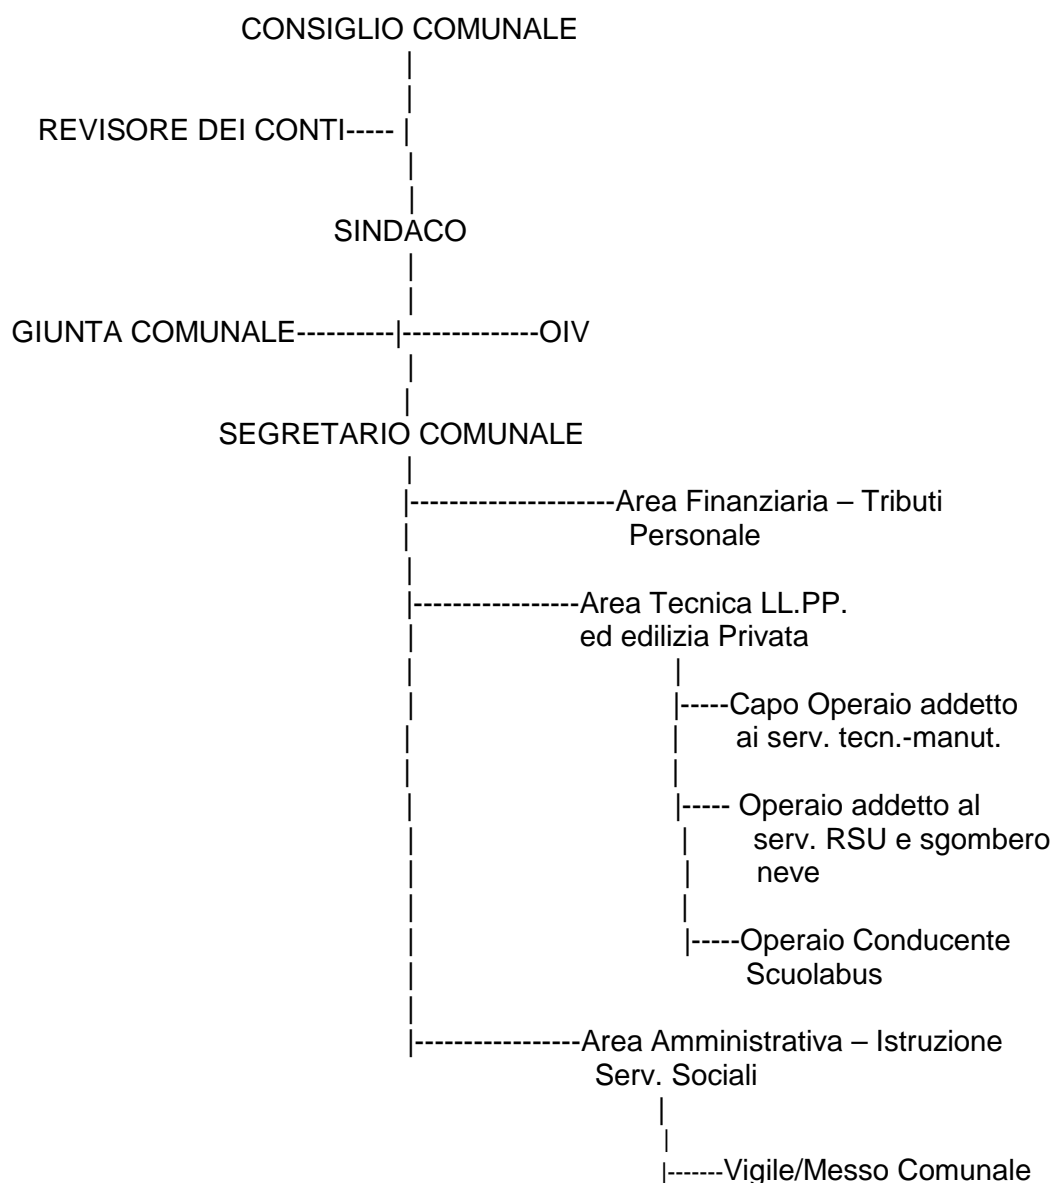 CONSIGLIO COMUNALE
|
|
REVISORE DEI CONTI----- |
|
|
SINDACO
|
|
GIUNTA COMUNALE----------|--------------OIV
|
|
SEGRETARIO COMUNALE
|
|---------------------Area Finanziaria – Tributi
| Personale
|
|-----------------Area Tecnica LL.PP.
| ed edilizia Privata
| |
| |-----Capo Operaio addetto
| | ai serv. tecn.-manut.
| |
| |----- Operaio addetto al
| | serv. RSU e sgombero
| | neve
| |
| |-----Operaio Conducente
| Scuolabus
|
|-----------------Area Amministrativa – Istruzione
Serv. Sociali
|
|
|-------Vigile/Messo Comunale